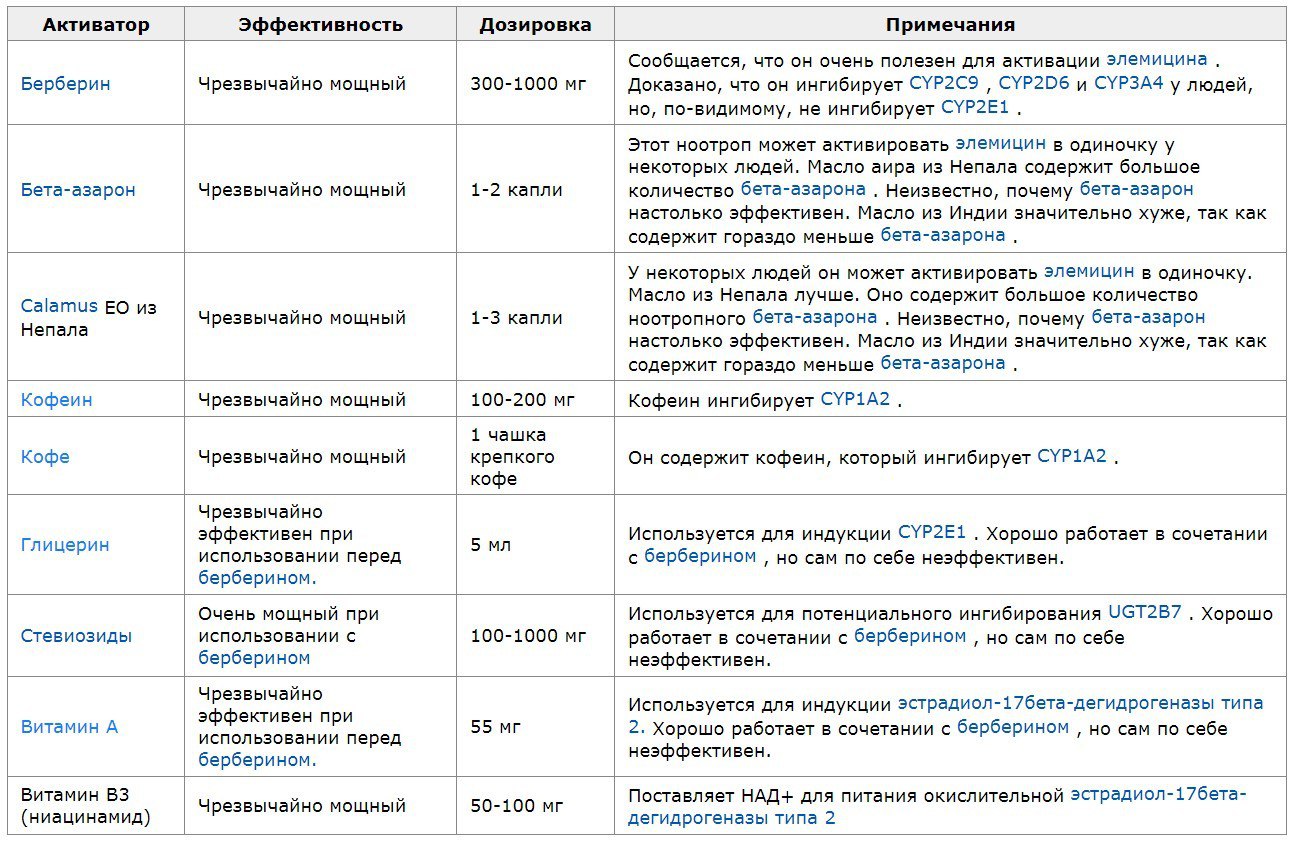 Активатор Эффективность Дозировка Примечания
Берберин Чрезвычайно мощный 300-1000 мг
Сообщается, что он очень полезен для активации элемицина .
Доказано, что он ингибирует CYP2C9 , CYP2D6 и CYP3A4 у людей,
но, по-видимому, не ингибирует CYP2E1 .
Бета-азарон Чрезвычайно мощный 1-2 капли
Этот ноотроп может активировать элемицин в одиночку у
некоторых людей. Масло аира из Непала содержит большое
количество бета-азарона . Неизвестно, почему бета-азарон
настолько эффективен. Масло из Индии значительно хуже, так как
содержит гораздо меньше бета-азарона .
Calamus EO из
Непала
Чрезвычайно мощный 1-3 капли
У некоторых людей он может активировать элемицин в одиночку.
Масло из Непала лучше. Оно содержит большое количество
ноотропного бета-азарона . Неизвестно, почему бета-азарон
настолько эффективен. Масло из Индии значительно хуже, так как
содержит гораздо меньше бета-азарона .
Кофеин Чрезвычайно мощный 100-200 мг Кофеин ингибирует CYP1A2 .
Кофе Чрезвычайно мощный
1 чашка
крепкого
кофе
Он содержит кофеин, который ингибирует CYP1A2 .
Глицерин
Чрезвычайно
эффективен при
использовании перед
берберином.
5 мл
Используется для индукции CYP2E1 . Хорошо работает в сочетании
с берберином , но сам по себе неэффективен.
Стевиозиды
Очень мощный при
использовании с
берберином
100-1000 мг
Используется для потенциального ингибирования UGT2B7 . Хорошо
работает в сочетании с берберином , но сам по себе
неэффективен.
Витамин А
Чрезвычайно
эффективен при
использовании перед
берберином.
55 мг
Используется для индукции эстрадиол-17бета-дегидрогеназы типа
2. Хорошо работает в сочетании с берберином , но сам по себе
неэффективен.
Витамин B3
(ниацинамид)
Чрезвычайно мощный 50-100 мг
Поставляет НАД+ для питания окислительной эстрадиол-17бета-
дегидрогеназы типа 2